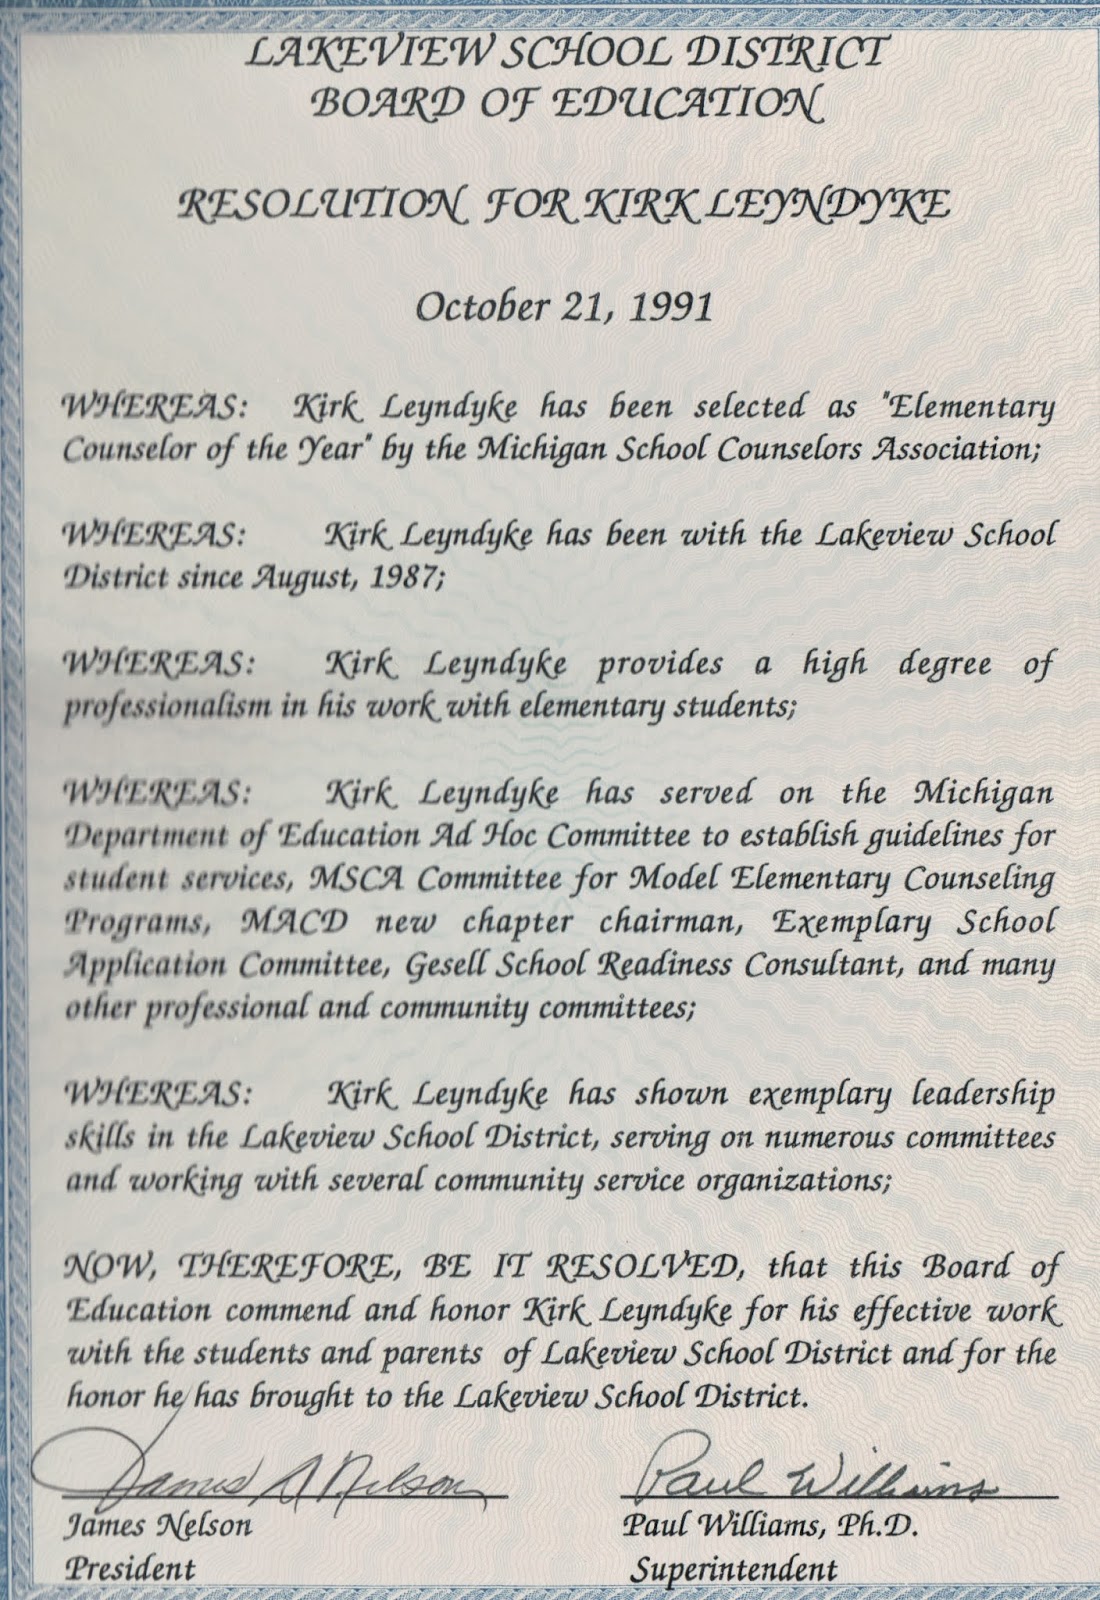 LAKEVIEW SCHOOL DISTRICT
BOARD OF EDUCATION
RESOLUTION FOR KIRK LEYNDYKE
October 21, 1991
WHEREAS: Kirk Leyndyke has been selected as "Elementary
Counselor of the Year" by the Michigan School Counselors Association;
WHEREAS: Kirk Leyndyke has been with the Lakeview School
District since August, 1987;
WHEREAS: Kirk Leyndyke provides a high degree of
professionalism in his work with elementary students;
WHEREAS: Kirk Leyndyke has served on the Michigan
Department of Education Ad Hoc Committee to establish guidelines for
student services, MSCA Committee for Model Elementary Counseling
Programs, MACD new chapter chairman, Exemplary School
Application Committee, Gesell School Readiness Consultant, and many
other professional and community committees;
WHEREAS: Kirk Leyndyke has shown exemplary leadership
skills in the Lakeview School District, serving on numerous committees
and working with several community service organizations;
NOW, THEREFORE, BE IT RESOLVED, that this Board of
Education commend and honor Kirk Leyndyke for his effective work
with the students and parents of Lakeview School District and for the
honor he has brought to the Lakeview School District.
James A Nelson Paul Williams
James Nelson Paul Williams, Ph.D.
President Superintendent